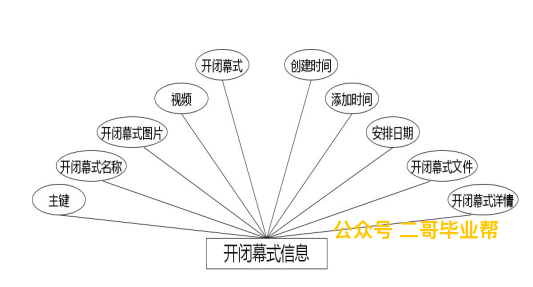 开闭幕式
创建时间
视频
添加时间
开闭幕式图片
安排日期
开闭幕式名称
开闭幕式文件
主键
开闭幕式详情
公众号 二哥毕业帮
开闭幕式信息